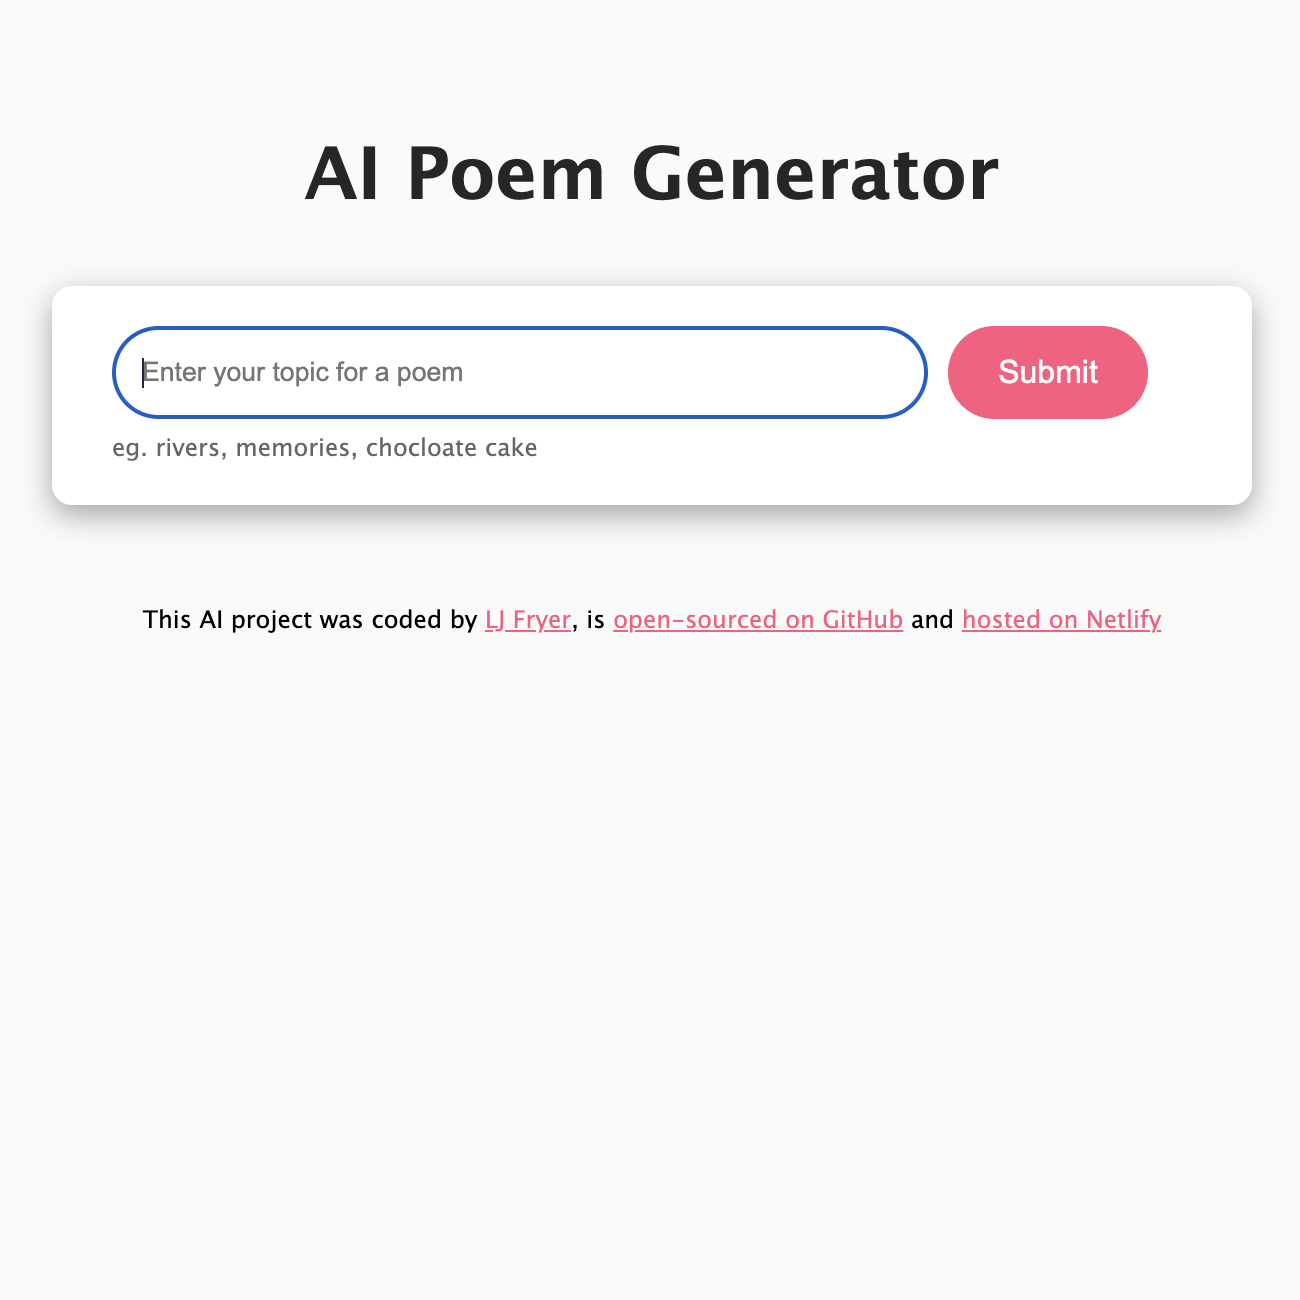 AI Poem Generator
Enter your topic for a poem
Submit
eg. rivers, memories, chocloate cake
This AI project was coded by LJ Fryer, is open-sourced on GitHub and hosted on Netlify